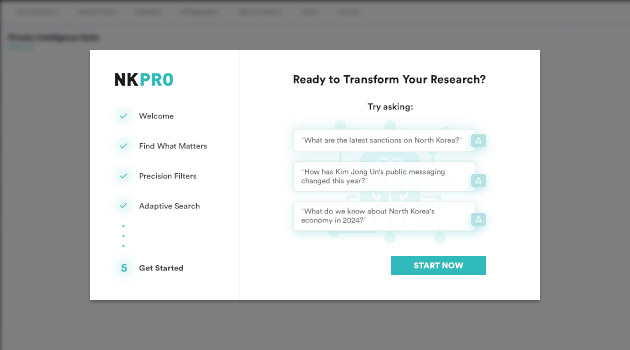 NKPRO
Welcome
Find What Matters
Precision Filters
Adaptive Search
5 Get Started
Ready to Transform Your Research?
Try asking:
"What are the latest sanctions on North Korea?"
"How has Kim Jong Un's public messaging
changed this year?"
"What do we know about North Korea's
economy in 2024?"
START NOW